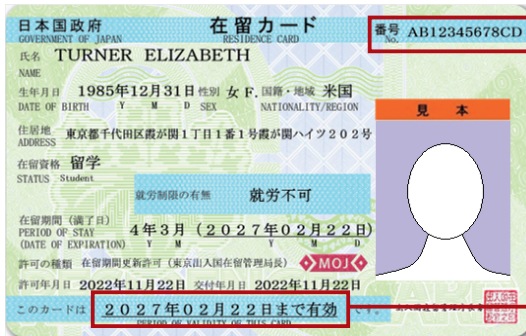 日本国政府 在留カード 番号 AB12345678CD
GOVERNMENT OF JAPAN RESIDENCE CARD No.
氏名 TURNER ELIZABETH
NAME
生年月日 1985年12月31日 性別 女 F. 国籍・地域 米国
DATE OF BIRTH Y M D SEX NATIONALITY/REGION
見本
住居地 東京都千代田区霞が関1丁目1番1号霞が関ハイツ202号
ADDRESS
在留資格 留学
STATUS Student
就労制限の有無 就労不可
在留期間(満了日) 4年3月(2027年02月22日)
PERIOD OF STAY
(DATE OF EXPIRATION) Y M Y M D
許可の種類 在留期間更新許可(東京出入国在留管理局長) MOJ
許可年月日 2022年11月22日 交付年月日 2022年11月22日
このカードは 2027年02月22日まで有効 です。
PERIOD OF VALIDITY OF THIS CARD